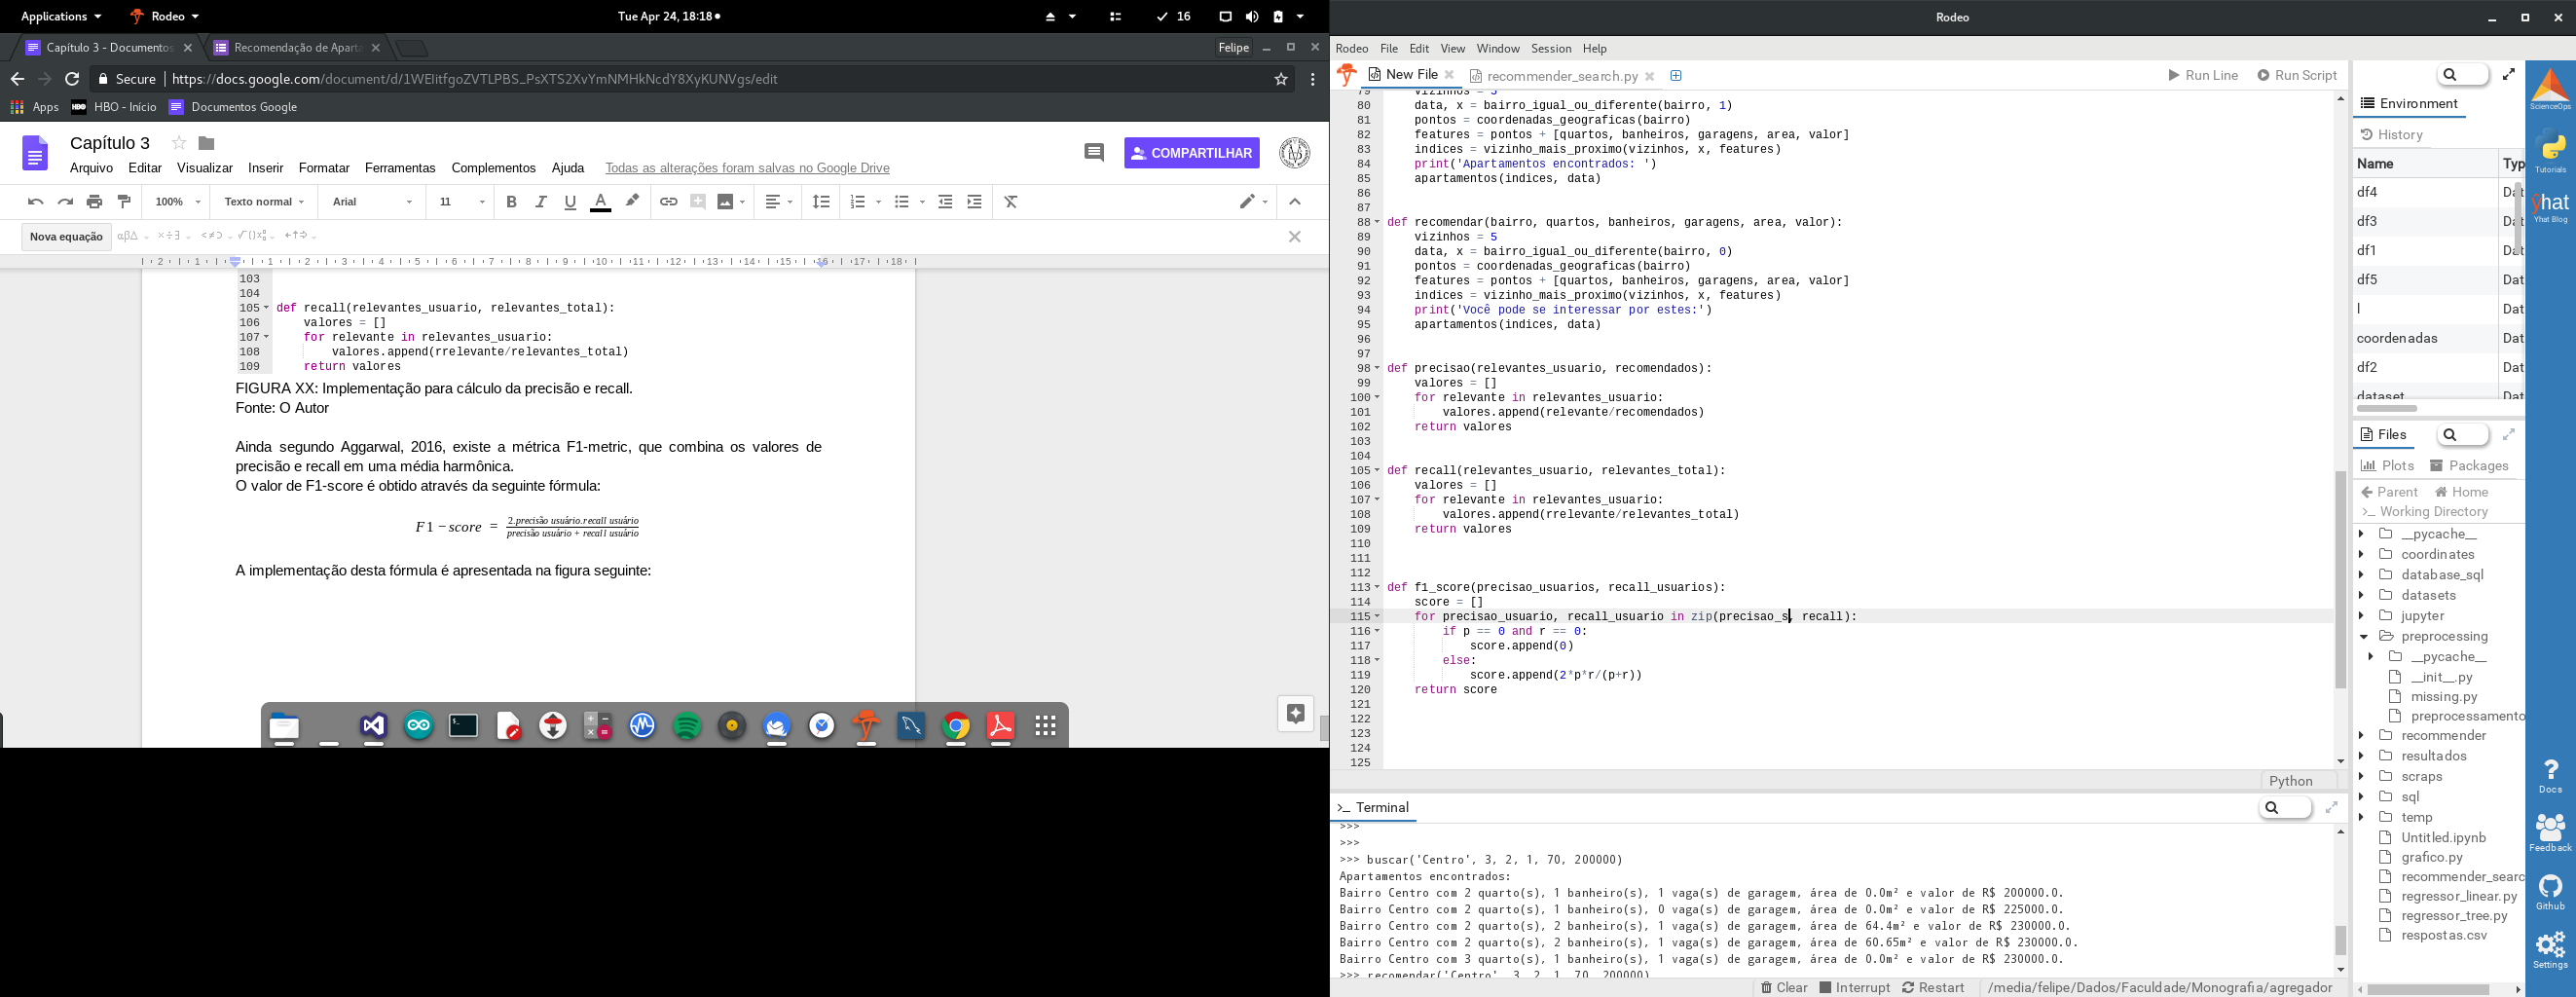 Applications
Rodeo
Tue Apr 24, 18:18
16
Capítulo 3 - Documentos
Recomendação de Aparta
Felipe
Secure
https://docs.google.com/document/d/1WElitfgoZVTLPBS_PsXTS2XvYmNMHkNcdY8XyKUNVgs/edit
Apps
HBO - Início
Documentos Google
Capítulo 3
Arquivo Editar Visualizar Inserir Formatar Ferramentas Complementos Ajuda
Todas as alterações foram salvas no Google Drive
COMPARTILHAR
100%
Texto normal
Arial
11
B I U A
Nova equação
2 1 1 2 3 4 5 6 7 8 9 10 11 12 13 14 15 16 17 18
103
104
105 def recall(relevantes_usuario, relevantes_total):
106 valores = []
107 for relevante in relevantes_usuario:
108 valores.append(rrelevante/relevantes_total)
109 return valores
FIGURA XX: Implementação para cálculo da precisão e recall.
Fonte: O Autor
Ainda segundo Aggarwal, 2016, existe a métrica F1-metric, que combina os valores de
precisão e recall em uma média harmônica.
O valor de F1-score é obtido através da seguinte fórmula:
F1 − score = 2.precisão usuário.recall usuário
precisão usuário + recall usuário
A implementação desta fórmula é apresentada na figura seguinte:
Rodeo
Rodeo File Edit View Window Session Help
New File
recommender_search.py
Run Line
Run Script
79 vizinhos = 5
80 data, x = bairro_igual_ou_diferente(bairro, 1)
81 pontos = coordenadas_geograficas(bairro)
82 features = pontos + [quartos, banheiros, garagens, area, valor]
83 indices = vizinho_mais_proximo(vizinhos, x, features)
84 print('Apartamentos encontrados: ')
85 apartamentos(indices, data)
86
87
88 def recomendar(bairro, quartos, banheiros, garagens, area, valor):
89 vizinhos = 5
90 data, x = bairro_igual_ou_diferente(bairro, 0)
91 pontos = coordenadas_geograficas(bairro)
92 features = pontos + [quartos, banheiros, garagens, area, valor]
93 indices = vizinho_mais_proximo(vizinhos, x, features)
94 print('Você pode se interessar por estes:')
95 apartamentos(indices, data)
96
97
98 def precisao(relevantes_usuario, recomendados):
99 valores = []
100 for relevante in relevantes_usuario:
101 valores.append(relevante/recomendados)
102 return valores
103
104
105 def recall(relevantes_usuario, relevantes_total):
106 valores = []
107 for relevante in relevantes_usuario:
108 valores.append(rrelevante/relevantes_total)
109 return valores
110
111
112
113 def f1_score(precisao_usuarios, recall_usuarios):
114 score = []
115 for precisao_usuario, recall_usuario in zip(precisao_s, recall):
116 if p == 0 and r == 0:
117 score.append(0)
118 else:
119 score.append(2*p*r/(p+r))
120 return score
121
122
123
124
125
Python
Terminal
>>>
>>>
>>> buscar('Centro', 3, 2, 1, 70, 200000)
Apartamentos encontrados:
Bairro Centro com 2 quarto(s), 1 banheiro(s), 1 vaga(s) de garagem, área de 0.0m² e valor de R$ 200000.0.
Bairro Centro com 2 quarto(s), 1 banheiro(s), 0 vaga(s) de garagem, área de 0.0m² e valor de R$ 225000.0.
Bairro Centro com 2 quarto(s), 2 banheiro(s), 1 vaga(s) de garagem, área de 64.4m² e valor de R$ 230000.0.
Bairro Centro com 2 quarto(s), 2 banheiro(s), 1 vaga(s) de garagem, área de 60.65m² e valor de R$ 230000.0.
Bairro Centro com 3 quarto(s), 1 banheiro(s), 1 vaga(s) de garagem, área de 0.0m² e valor de R$ 230000.0.
>>> recomendar('Centro', 3, 2, 1, 70, 200000)
Clear
Interrupt
Restart
/media/felipe/Dados/Faculdade/Monografia/agregador
Environment
History
Name Typ
df4 Dat
df3 Dat
df1 Dat
df5 Dat
l
coordenadas Dat
df2 Dat
dataset Dat
Files
Plots
Packages
Parent
Home
Working Directory
__pycache__
coordinates
database_sql
datasets
jupyter
preprocessing
__pycache__
__init__.py
missing.py
preprocessamento
recommender
resultados
scraps
sql
temp
Untitled.ipynb
grafico.py
recommender_searc
regressor_linear.py
regressor_tree.py
respostas.csv
ScienceOps
Tutorials
ŷhat
Yhat Blog
Docs
Feedback
Github
Settings